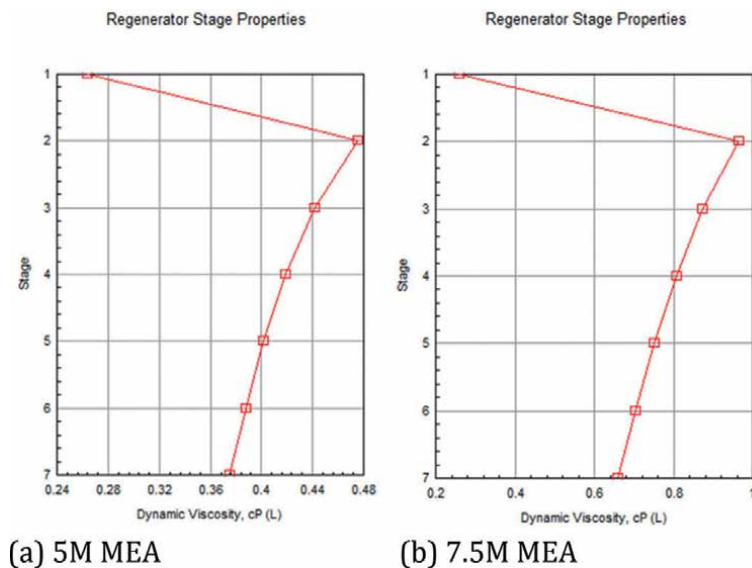 Regenerator Stage Properties
1
2
3
4
5
6
7
Stage
0.24 0.28 0.32 0.36 0.4 0.44 0.48
Dynamic Viscosity, cP (L)
(a) 5M MEA
Regenerator Stage Properties
1
2
3
4
5
6
7
Stage
0.2 0.4 0.6 0.8 1
Dynamic Viscosity, cP (L)
(b) 7.5M MEA